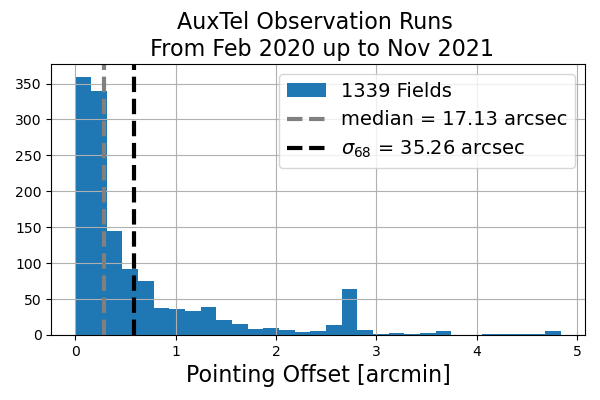 AuxTel Observation Runs
From Feb 2020 up to Nov 2021
1339 Fields
median = 17.13 arcsec
σ₆₈ = 35.26 arcsec
350
300
250
200
150
100
50
0
0 1 2 3 4 5
Pointing Offset [arcmin]